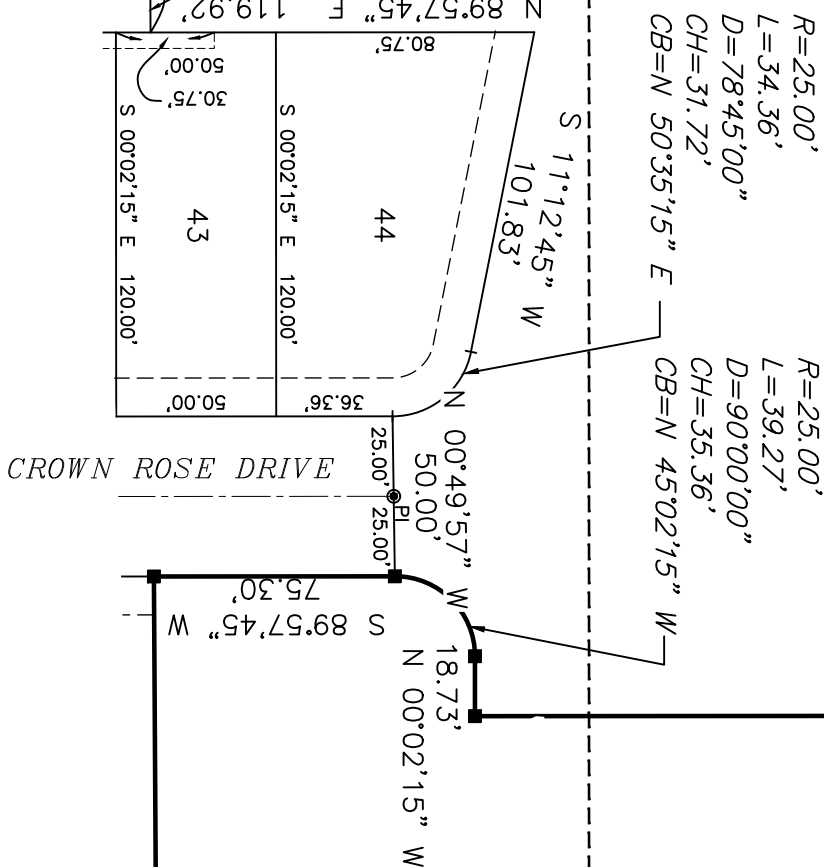 R=25.00'
L=34.36'
D=78°45'00"
CH=31.72'
CB=N 50°35'15" E
R=25.00'
L=39.27'
D=90°00'00"
CH=35.36'
CB=N 45°02'15" W
N 89°57'45" E 119.92'
80.75'
50.00'
30.75'
S 11°12'45" W
101.83'
S 00°02'15" E 120.00'
43
S 00°02'15" E 120.00'
44
50.00'
36.36'
N 00°49'57" W
50.00'
25.00'
25.00'
PI
CROWN ROSE DRIVE
75.30'
S 89°57'45" W
18.73'
N 00°02'15" W